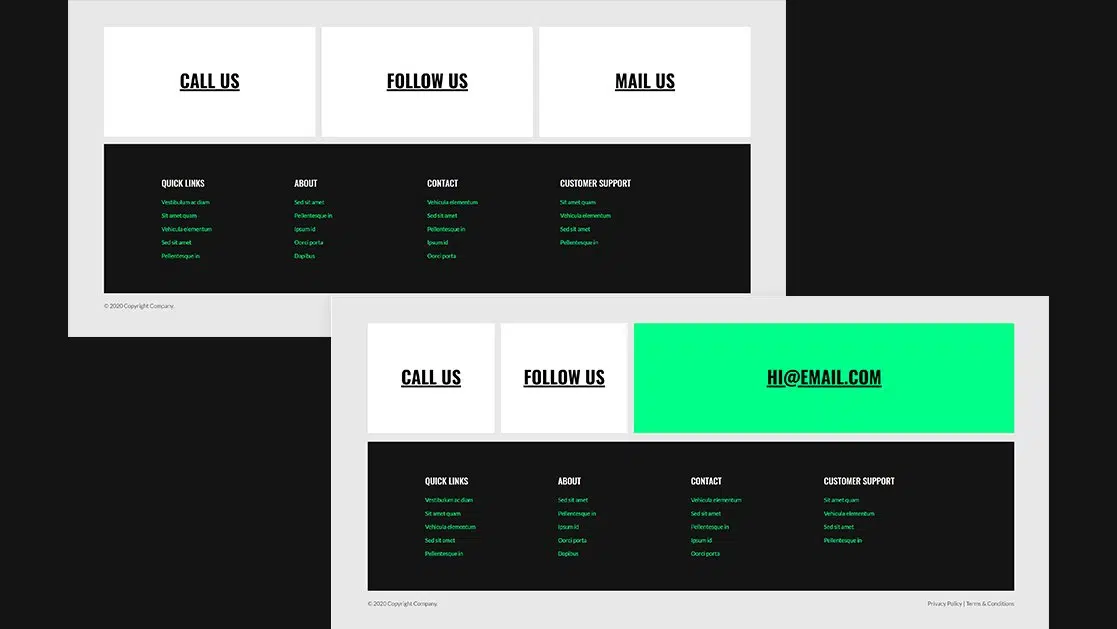 CALL US
FOLLOW US
MAIL US
QUICK LINKS
Vestibulum ac diam
Sit amet quam
Vehicula elementum
Sed sit amet
Pellentesque in
ABOUT
Sed sit amet
Pellentesque in
Ipsum id
Oorci porta
Dapibus
CONTACT
Vehicula elementum
Sed sit amet
Pellentesque in
Ipsum id
Oorci porta
CUSTOMER SUPPORT
Sit amet quam
Vehicula elementum
Sed sit amet
Pellentesque in
© 2020 Copyright Company.
CALL US
FOLLOW US
HI@EMAIL.COM
QUICK LINKS
Vestibulum ac diam
Sit amet quam
Vehicula elementum
Sed sit amet
Pellentesque in
ABOUT
Sed sit amet
Pellentesque in
Ipsum id
Oorci porta
Dapibus
CONTACT
Vehicula elementum
Sed sit amet
Pellentesque in
Ipsum id
Oorci porta
CUSTOMER SUPPORT
Sit amet quam
Vehicula elementum
Sed sit amet
Pellentesque in
© 2020 Copyright Company.
Privacy Policy | Terms & Conditions